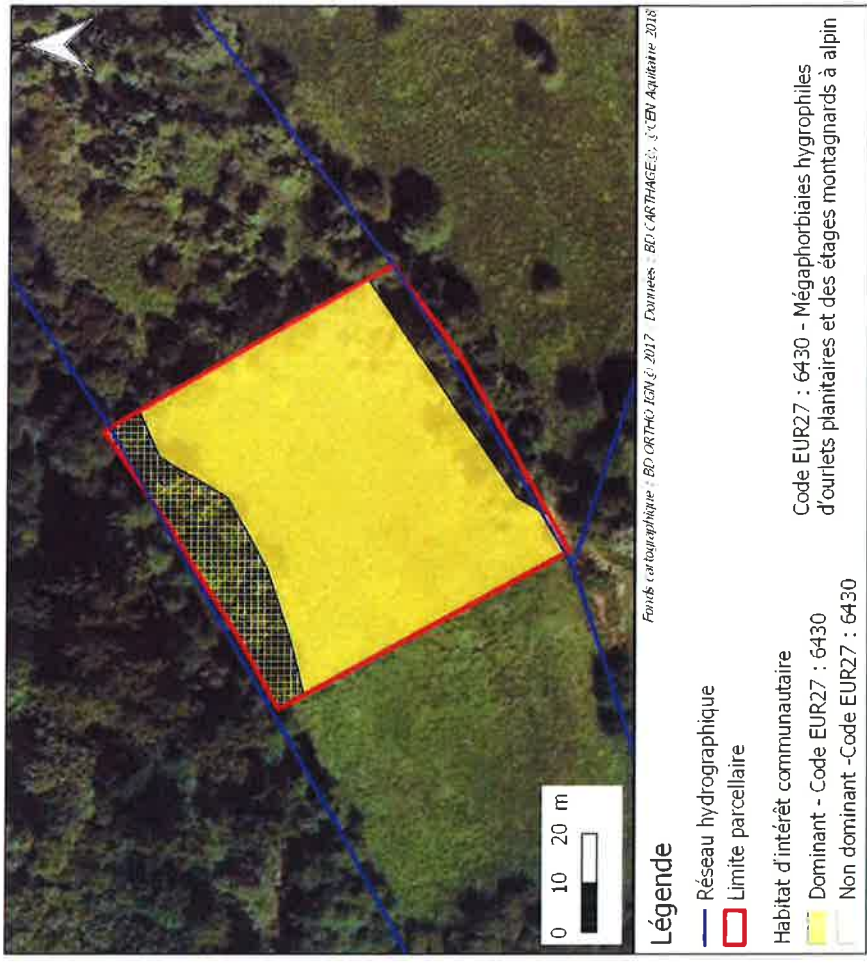 0 10 20 m
Fonds cartographique : BD ORTHO IGN © 2017 Données : BD CARTHAGE©, ©CEN Aquitaine 2018
Légende
Réseau hydrographique
Limite parcellaire
Habitat d'intérêt communautaire
Dominant - Code EUR27 : 6430
Non dominant -Code EUR27 : 6430
Code EUR27 : 6430 - Mégaphorbiaies hygrophiles
d'ourlets planitaires et des étages montagnards à alpin